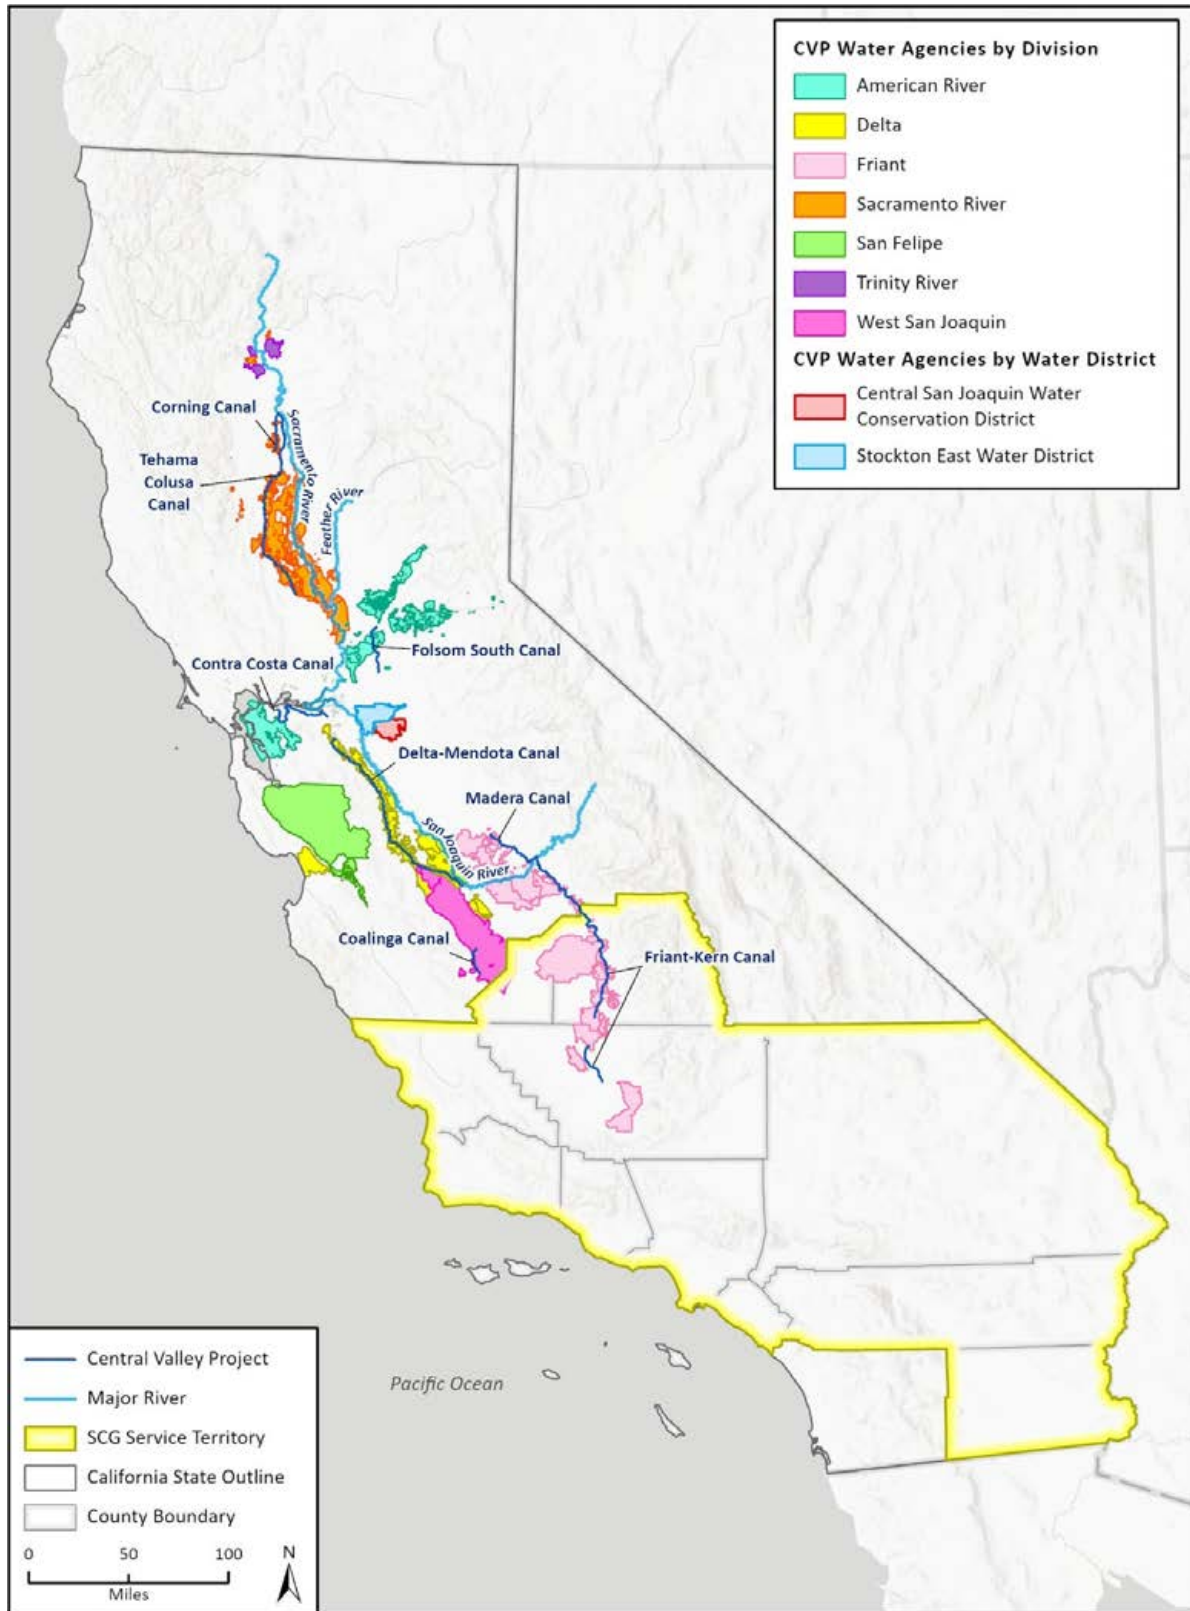 CVP Water Agencies by Division
American River
Delta
Friant
Sacramento River
San Felipe
Trinity River
West San Joaquin
CVP Water Agencies by Water District
Central San Joaquin Water
Conservation District
Stockton East Water District
Corning Canal
Sacramento River
Tehama
Colusa
Canal
Feather River
Folsom South Canal
Contra Costa Canal
Delta-Mendota Canal
Madera Canal
San Joaquin River
Coalinga Canal
Friant-Kern Canal
Pacific Ocean
Central Valley Project
Major River
SCG Service Territory
California State Outline
County Boundary
0 50 100
Miles
N